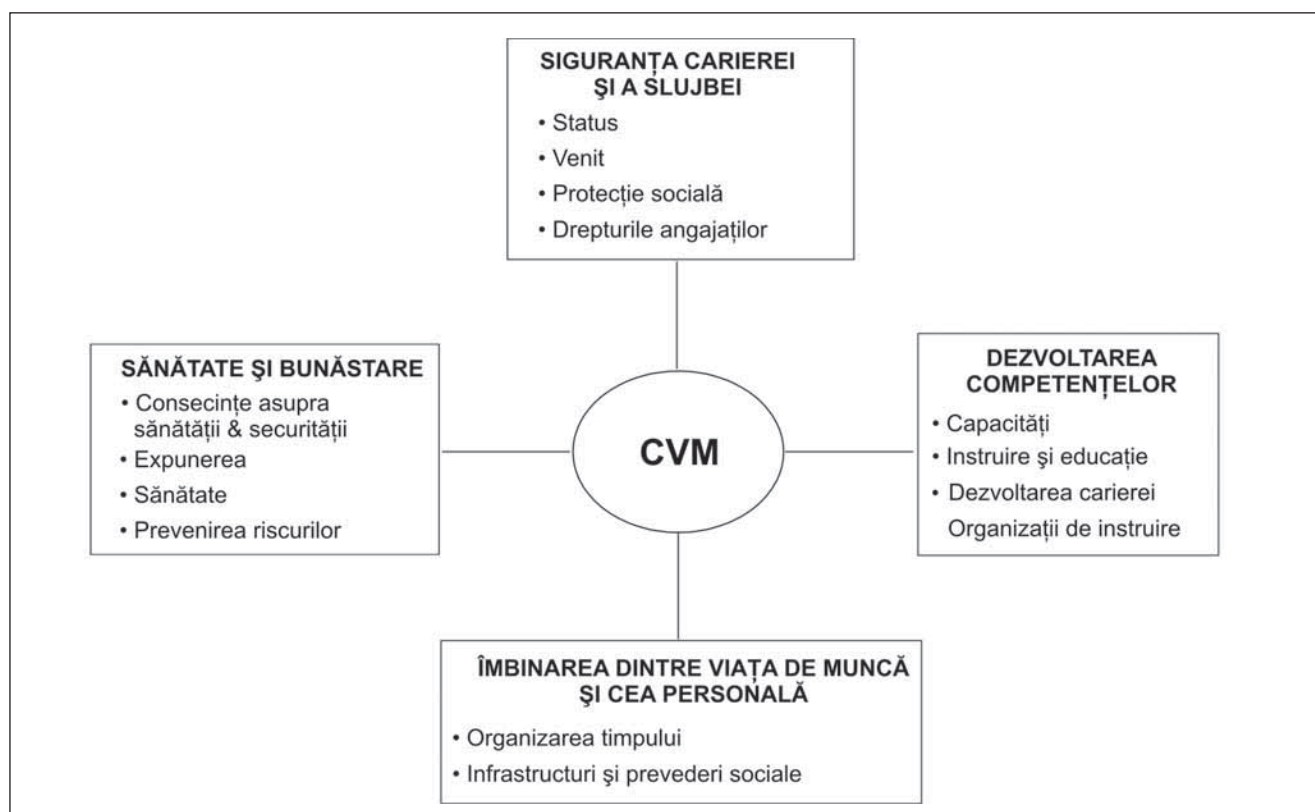 SIGURANȚA CARIEREI
ŞI A SLUJBEI
• Status
• Venit
• Protecție socială
• Drepturile angajaților
SĂNĂTATE ŞI BUNĂSTARE
• Consecințe asupra
sănătății & securității
• Expunerea
• Sănătate
• Prevenirea riscurilor
CVM
DEZVOLTAREA
COMPETENȚELOR
• Capacități
• Instruire şi educație
• Dezvoltarea carierei
Organizații de instruire
ÎMBINAREA DINTRE VIAȚA DE MUNCĂ
ŞI CEA PERSONALĂ
• Organizarea timpului
• Infrastructuri şi prevederi sociale